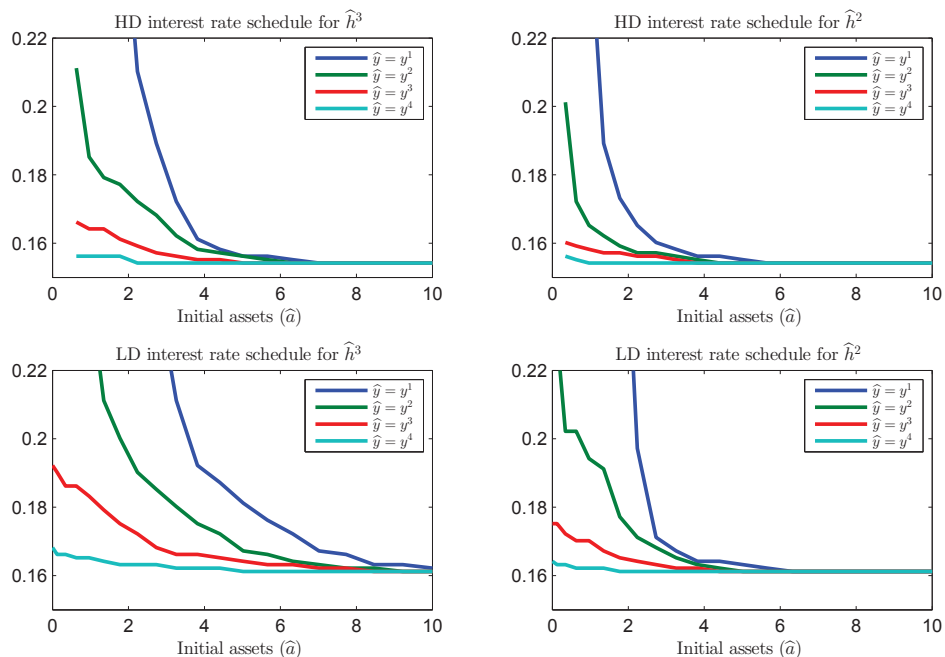 HD interest rate schedule for ĥ³
0.22
0.2
0.18
0.16
ŷ = y¹
ŷ = y²
ŷ = y³
ŷ = y⁴
0 2 4 6 8 10
Initial assets (â)
HD interest rate schedule for ĥ²
0.22
0.2
0.18
0.16
ŷ = y¹
ŷ = y²
ŷ = y³
ŷ = y⁴
0 2 4 6 8 10
Initial assets (â)
LD interest rate schedule for ĥ³
0.22
0.2
0.18
0.16
ŷ = y¹
ŷ = y²
ŷ = y³
ŷ = y⁴
0 2 4 6 8 10
Initial assets (â)
LD interest rate schedule for ĥ²
0.22
0.2
0.18
0.16
ŷ = y¹
ŷ = y²
ŷ = y³
ŷ = y⁴
0 2 4 6 8 10
Initial assets (â)